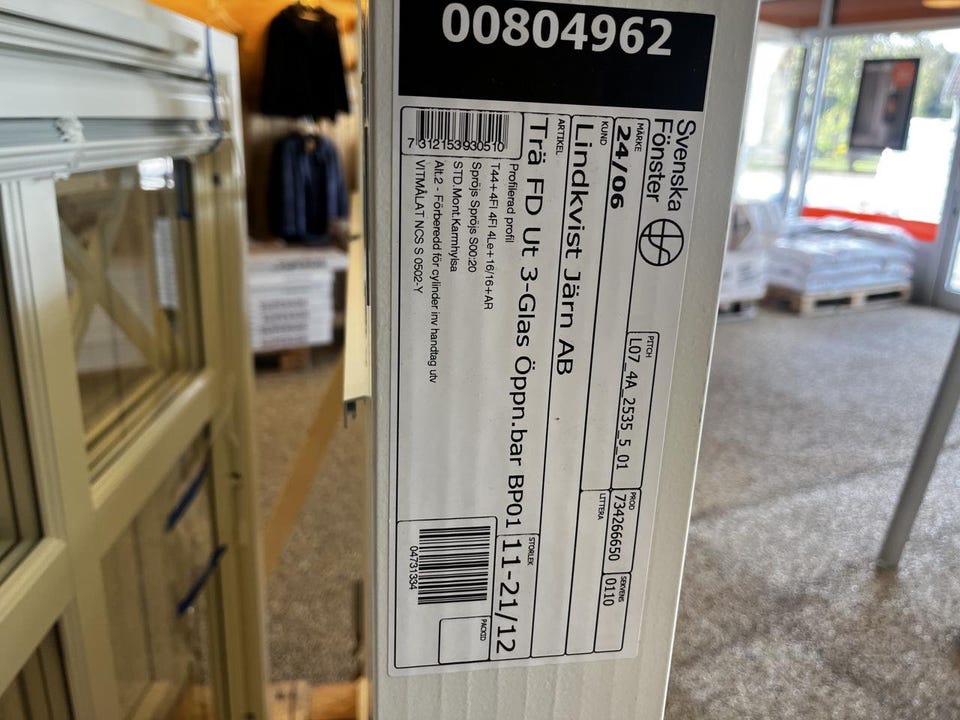 00804962
Svenska
Fönster
PITCH
L07_4A_2535_5_01
PROD
734266650
SEKVENS
0110
MÄRKE
24/06
LITTERA
KUND
Lindkvist Järn AB
ARTIKEL
Trä FD Ut 3-Glas Öppn.bar BP01
STORLEK
11-21/12
7312153930510
Profilerad profil
T44+4FI 4FI 4Le+16/16+AR
Spröjs Spröjs S00:20
STD.Mont.Karmhylsa
Alt.2 - Förberedd för cylinder inv handtag utv
VITMÅLAT NCS S 0502-Y
PACKID
04731334